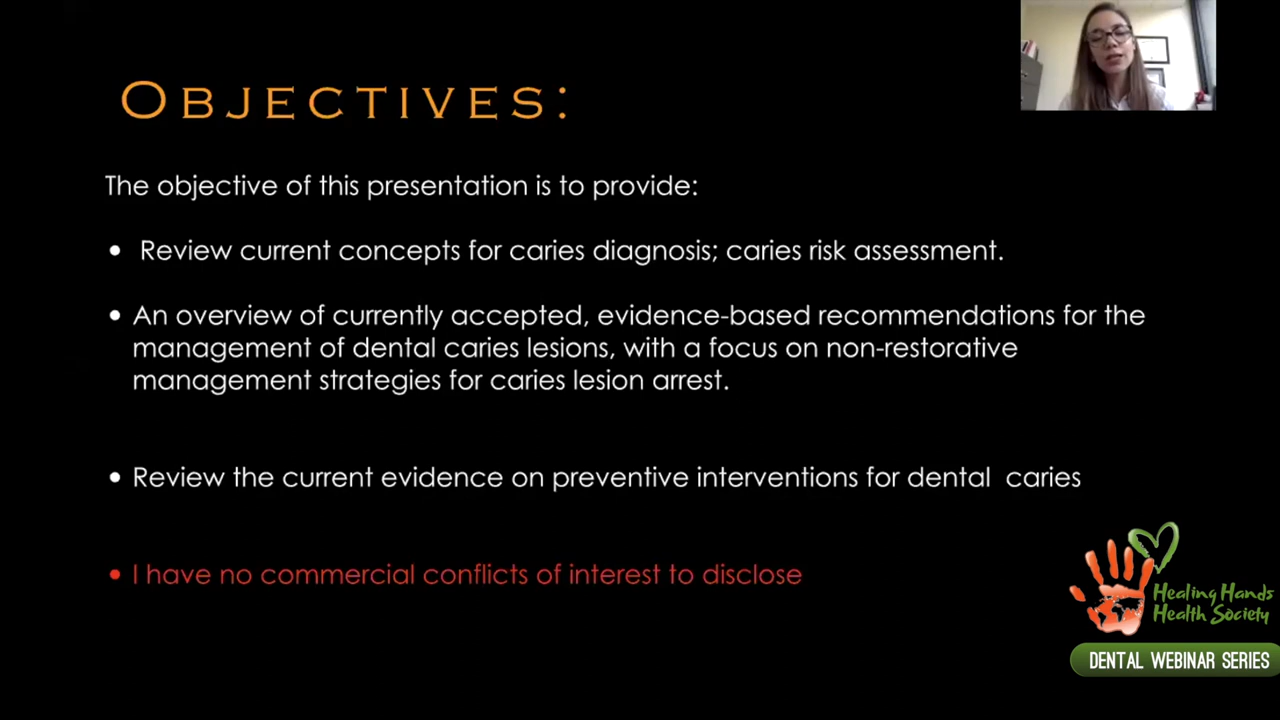 OBJECTIVES:
The objective of this presentation is to provide:
• Review current concepts for caries diagnosis; caries risk assessment.
• An overview of currently accepted, evidence-based recommendations for the
management of dental caries lesions, with a focus on non-restorative
management strategies for caries lesion arrest.
• Review the current evidence on preventive interventions for dental caries
• I have no commercial conflicts of interest to disclose
Healing Hands
Health Society
DENTAL WEBINAR SERIES